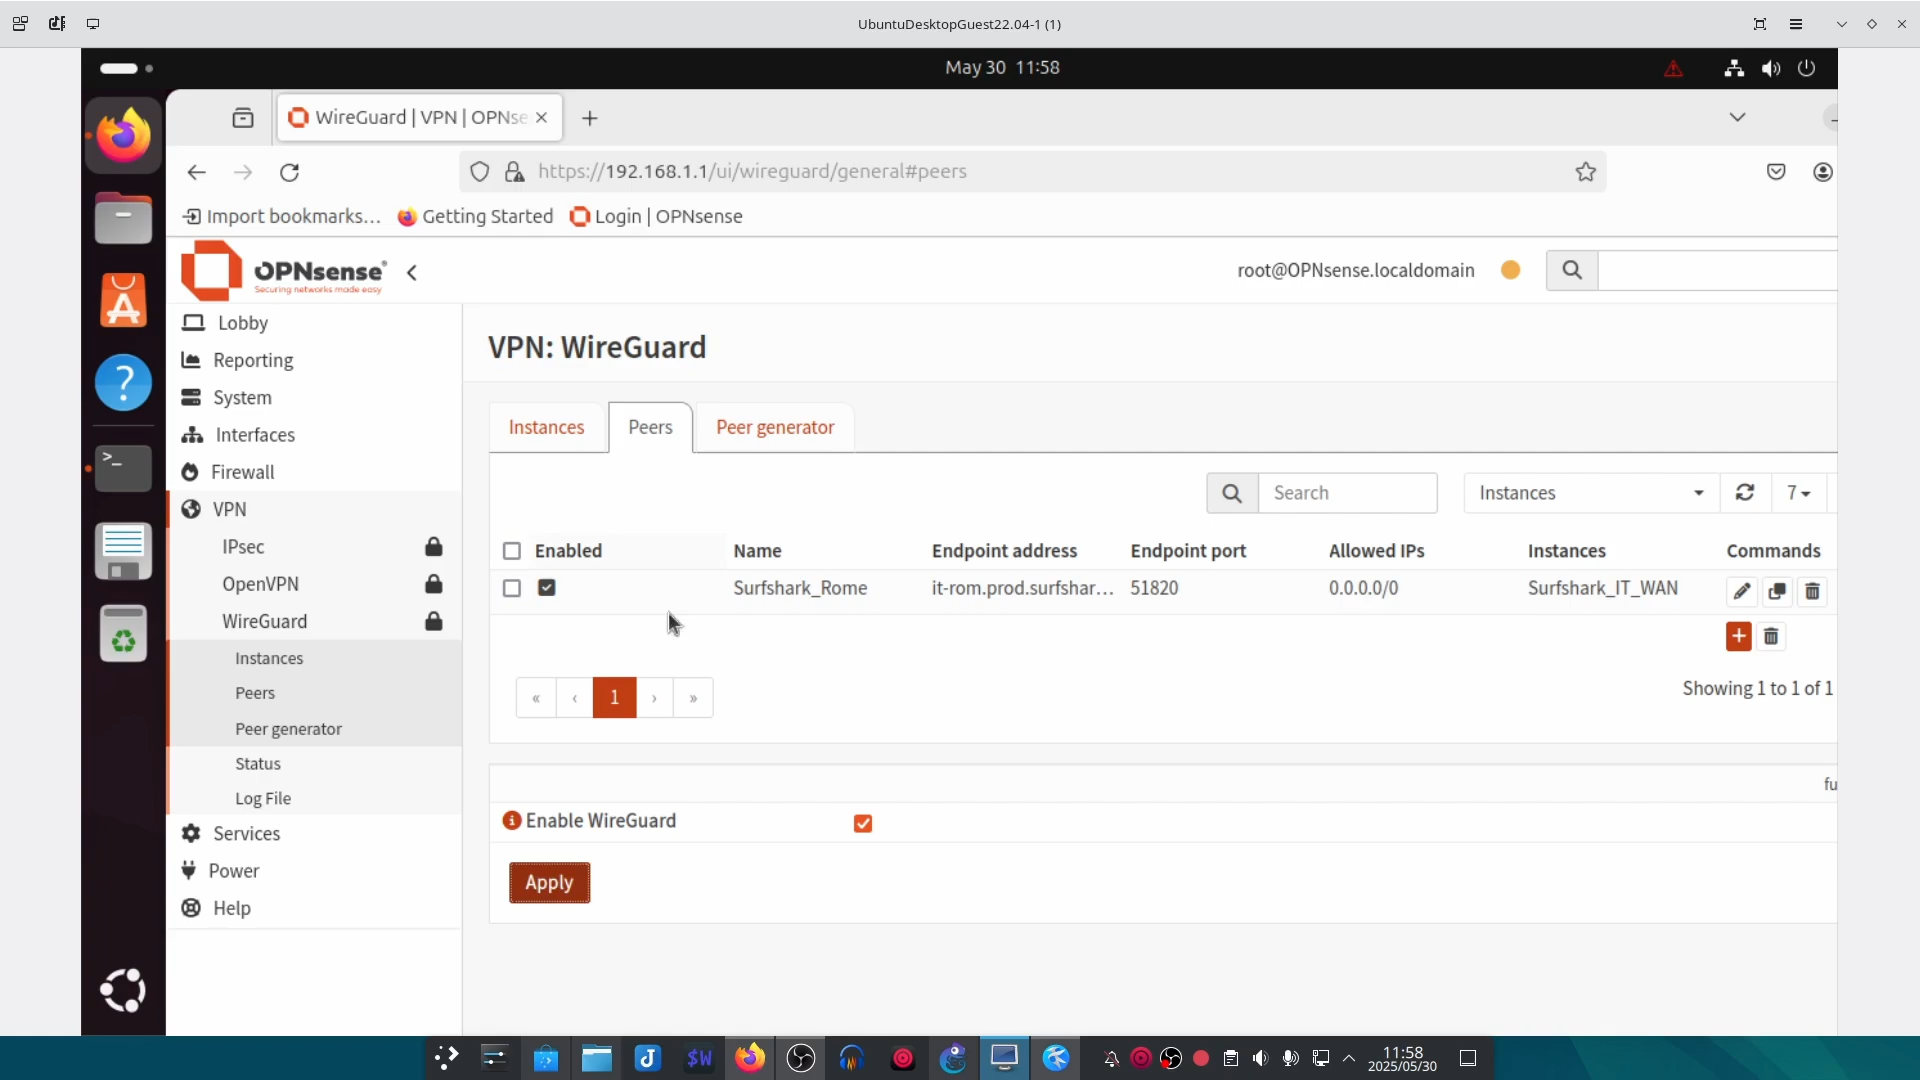 UbuntuDesktopGuest22.04-1 (1)
May 30 11:58
WireGuard | VPN | OPNse
https://192.168.1.1/ui/wireguard/general#peers
Import bookmarks... Getting Started Login | OPNsense
OPNsense®
Securing networks made easy
root@OPNsense.localdomain
Lobby
Reporting
System
Interfaces
Firewall
VPN
IPsec
OpenVPN
WireGuard
Instances
Peers
Peer generator
Status
Log File
Services
Power
Help
VPN: WireGuard
Instances Peers Peer generator
Search Instances 7
Enabled Name Endpoint address Endpoint port Allowed IPs Instances Commands
Surfshark_Rome it-rom.prod.surfshar... 51820 0.0.0.0/0 Surfshark_IT_WAN
« ‹ 1 › »
Showing 1 to 1 of 1
fu
Enable WireGuard
Apply
11:58
2025/05/30